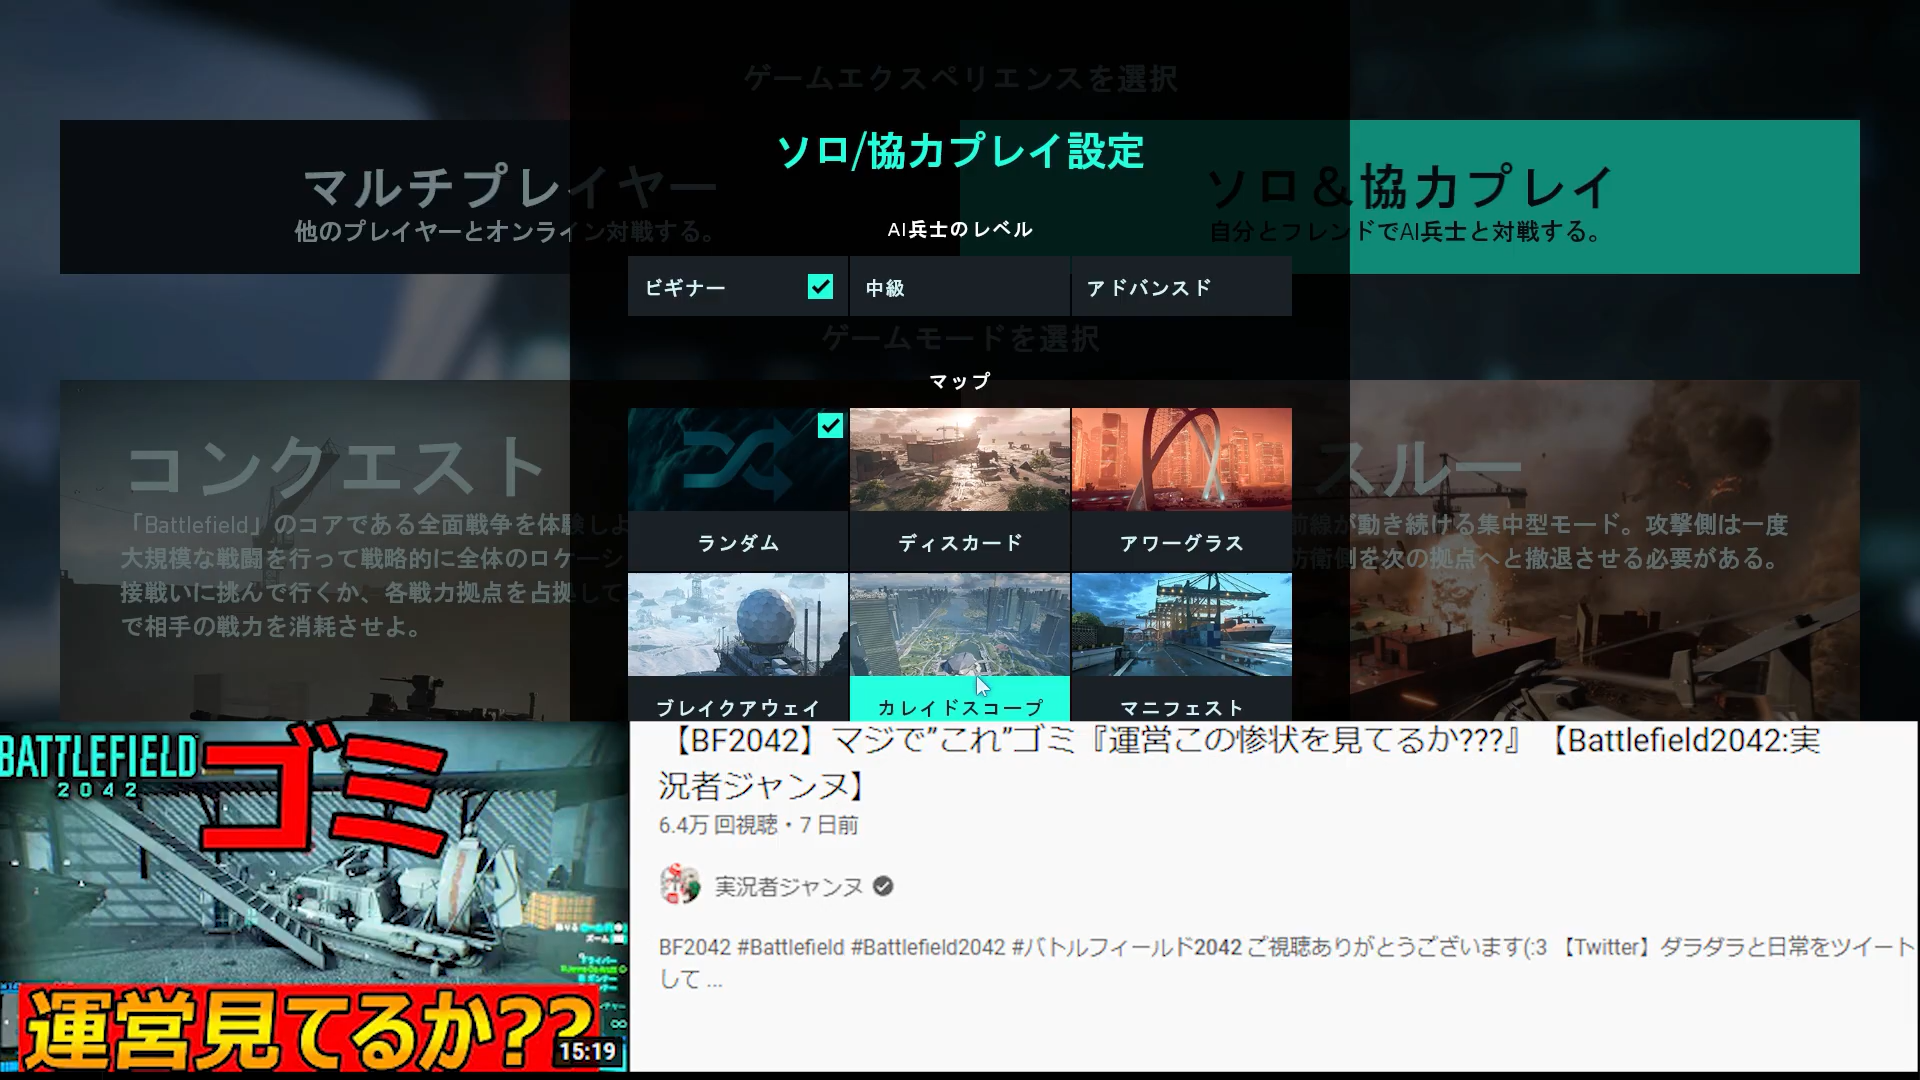 ゲームエクスペリエンスを選択
ソロ/協力プレイ設定
マルチプレイヤー
他のプレイヤーとオンライン対戦する。
ソロ＆協力プレイ
自分とフレンドでAI兵士と対戦する。
AI兵士のレベル
ビギナー
中級
アドバンスド
ゲームモードを選択
マップ
コンクエスト
「Battlefield」のコアである全面戦争を体験しよ
大規模な戦闘を行って戦略的に全体のロケーシ
接戦いに挑んで行くか、各戦力拠点を占拠して
で相手の戦力を消耗させよ。
スルー
前線が動き続ける集中型モード。攻撃側は一度
防衛側を次の拠点へと撤退させる必要がある。
ランダム
ディスカード
アワーグラス
ブレイクアウェイ
カレイドスコープ
マニフェスト
BATTLEFIELD
2042
ゴミ
運営見てるか??
15:19
【BF2042】マジで”これ”ゴミ『運営この惨状を見てるか???』【Battlefield2042:実
況者ジャンヌ】
6.4万 回視聴・7 日前
実況者ジャンヌ
BF2042 #Battlefield #Battlefield2042 #バトルフィールド2042 ご視聴ありがとうございます(:3 【Twitter】ダラダラと日常をツイート
して ...